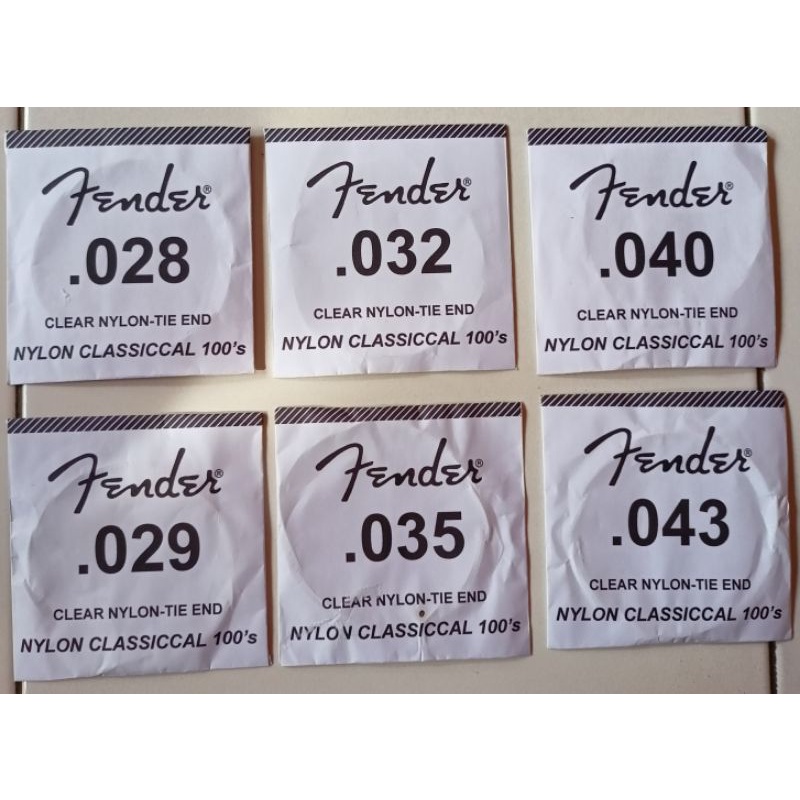 Fender®
.028
CLEAR NYLON-TIE END
NYLON CLASSICCAL 100's
Fender®
.032
CLEAR NYLON-TIE END
NYLON CLASSICCAL 100's
Fender®
.040
CLEAR NYLON-TIE END
NYLON CLASSICCAL 100's
Fender®
.029
CLEAR NYLON-TIE END
NYLON CLASSICCAL 100's
Fender®
.035
CLEAR NYLON-TIE END
NYLON CLASSICCAL 100's
Fender®
.043
CLEAR NYLON-TIE END
NYLON CLASSICCAL 100's